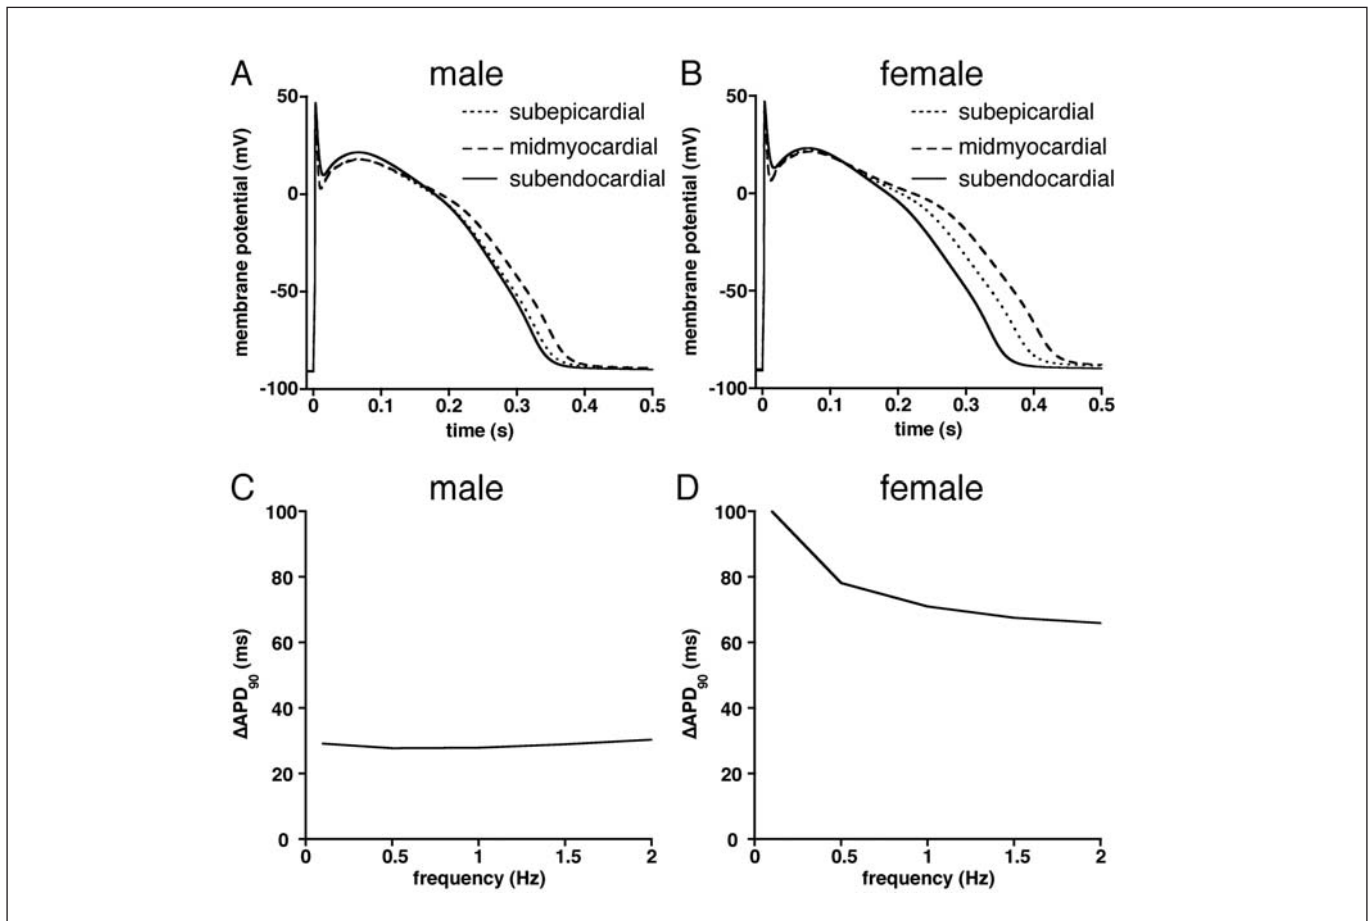 A
male
50
0
-50
-100
membrane potential (mV)
subepicardial
midmyocardial
subendocardial
0
0.1
0.2
0.3
0.4
0.5
time (s)
B
female
50
0
-50
-100
membrane potential (mV)
subepicardial
midmyocardial
subendocardial
0
0.1
0.2
0.3
0.4
0.5
time (s)
C
male
100
80
60
40
20
0
ΔAPD90 (ms)
0
0.5
1
1.5
2
frequency (Hz)
D
female
100
80
60
40
20
0
ΔAPD90 (ms)
0
0.5
1
1.5
2
frequency (Hz)